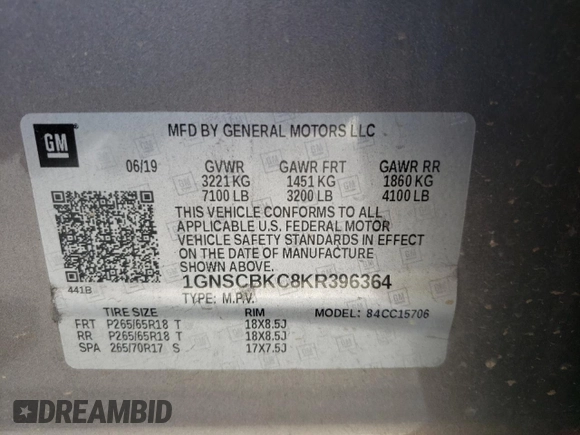 GM
MFD BY GENERAL MOTORS LLC
06/19 GVWR GAWR FRT GAWR RR
3221 KG 1451 KG 1860 KG
7100 LB 3200 LB 4100 LB
THIS VEHICLE CONFORMS TO ALL
APPLICABLE U.S. FEDERAL MOTOR
VEHICLE SAFETY STANDARDS IN EFFECT
ON THE DATE OF MANUFACTURE
SHOWN ABOVE.
441B
1GNSCBKC8KR396364
TYPE: M.P.V. MODEL: 84CC15706
TIRE SIZE RIM
FRT P265/65R18 T 18X8.5J
RR P265/65R18 T 18X8.5J
SPA 265/70R17 S 17X7.5J
DREAMBID